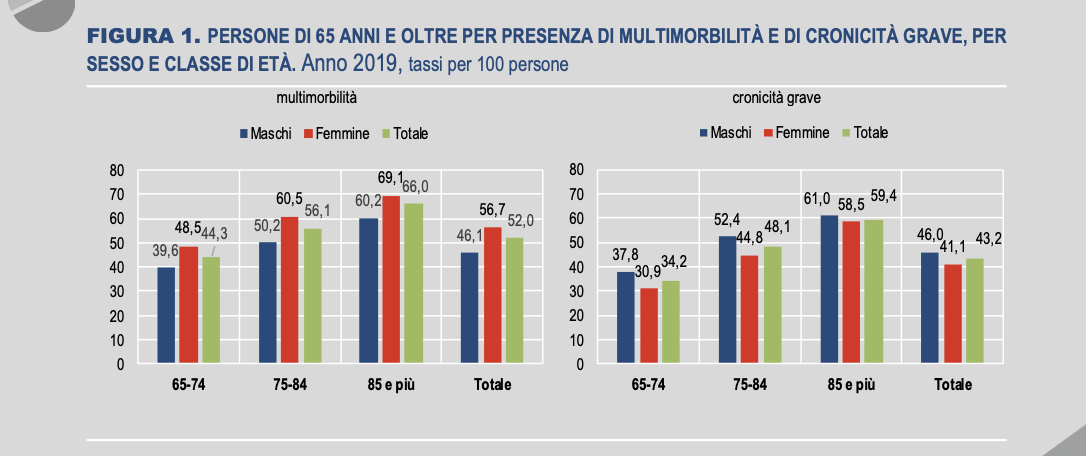 FIGURA 1. PERSONE DI 65 ANNI E OLTRE PER PRESENZA DI MULTIMORBILITÀ E DI CRONICITÀ GRAVE, PER
SESSO E CLASSE DI ETÀ. Anno 2019, tassi per 100 persone
multimorbilità
Maschi Femmine Totale
80
70
60
50
40
30
20
10
0
39,6 48,5 44,3
50,2 60,5 56,1
60,2 69,1 66,0
46,1 56,7 52,0
65-74 75-84 85 e più Totale
cronicità grave
Maschi Femmine Totale
80
70
60
50
40
30
20
10
0
37,8 30,9 34,2
52,4 44,8 48,1
61,0 58,5 59,4
46,0 41,1 43,2
65-74 75-84 85 e più Totale